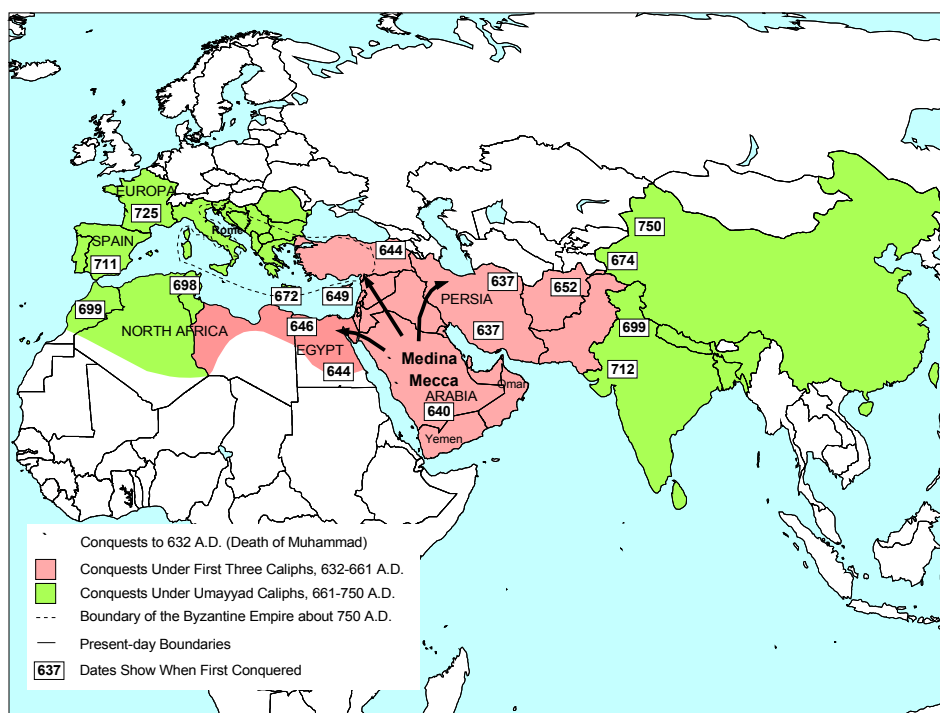 EUROPA
725
Rome
SPAIN
711
698
699
NORTH AFRICA
672
649
646
EGYPT
644
644
637
PERSIA
637
652
Medina
Mecca
ARABIA
640
Oman
Yemen
750
674
699
712
Conquests to 632 A.D. (Death of Muhammad)
Conquests Under First Three Caliphs, 632-661 A.D.
Conquests Under Umayyad Caliphs, 661-750 A.D.
Boundary of the Byzantine Empire about 750 A.D.
Present-day Boundaries
637 Dates Show When First Conquered